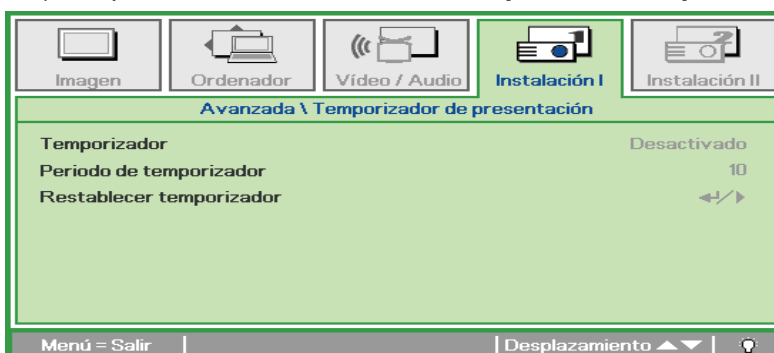 Imagen Ordenador Vídeo / Audio Instalación I Instalación II
Avanzada \ Temporizador de presentación
Temporizador Desactivado
Periodo de temporizador 10
Restablecer temporizador
Menú = Salir Desplazamiento